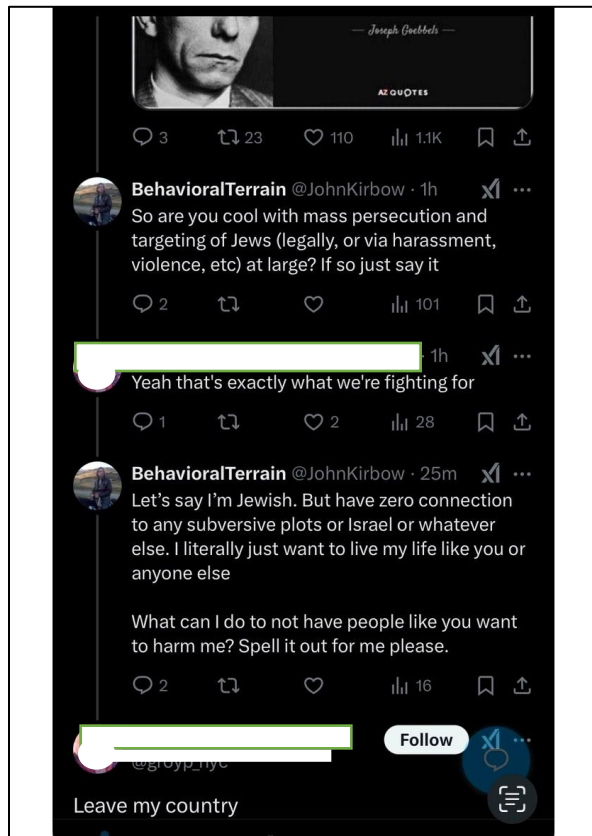 — Joseph Goebbels —
AZ QUOTES
3 23 110 1.1K
BehavioralTerrain @JohnKirbow · 1h
So are you cool with mass persecution and
targeting of Jews (legally, or via harassment,
violence, etc) at large? If so just say it
2 101
· 1h
Yeah that's exactly what we're fighting for
1 2 28
BehavioralTerrain @JohnKirbow · 25m
Let’s say I’m Jewish. But have zero connection
to any subversive plots or Israel or whatever
else. I literally just want to live my life like you or
anyone else
What can I do to not have people like you want
to harm me? Spell it out for me please.
2 16
Follow
Leave my country